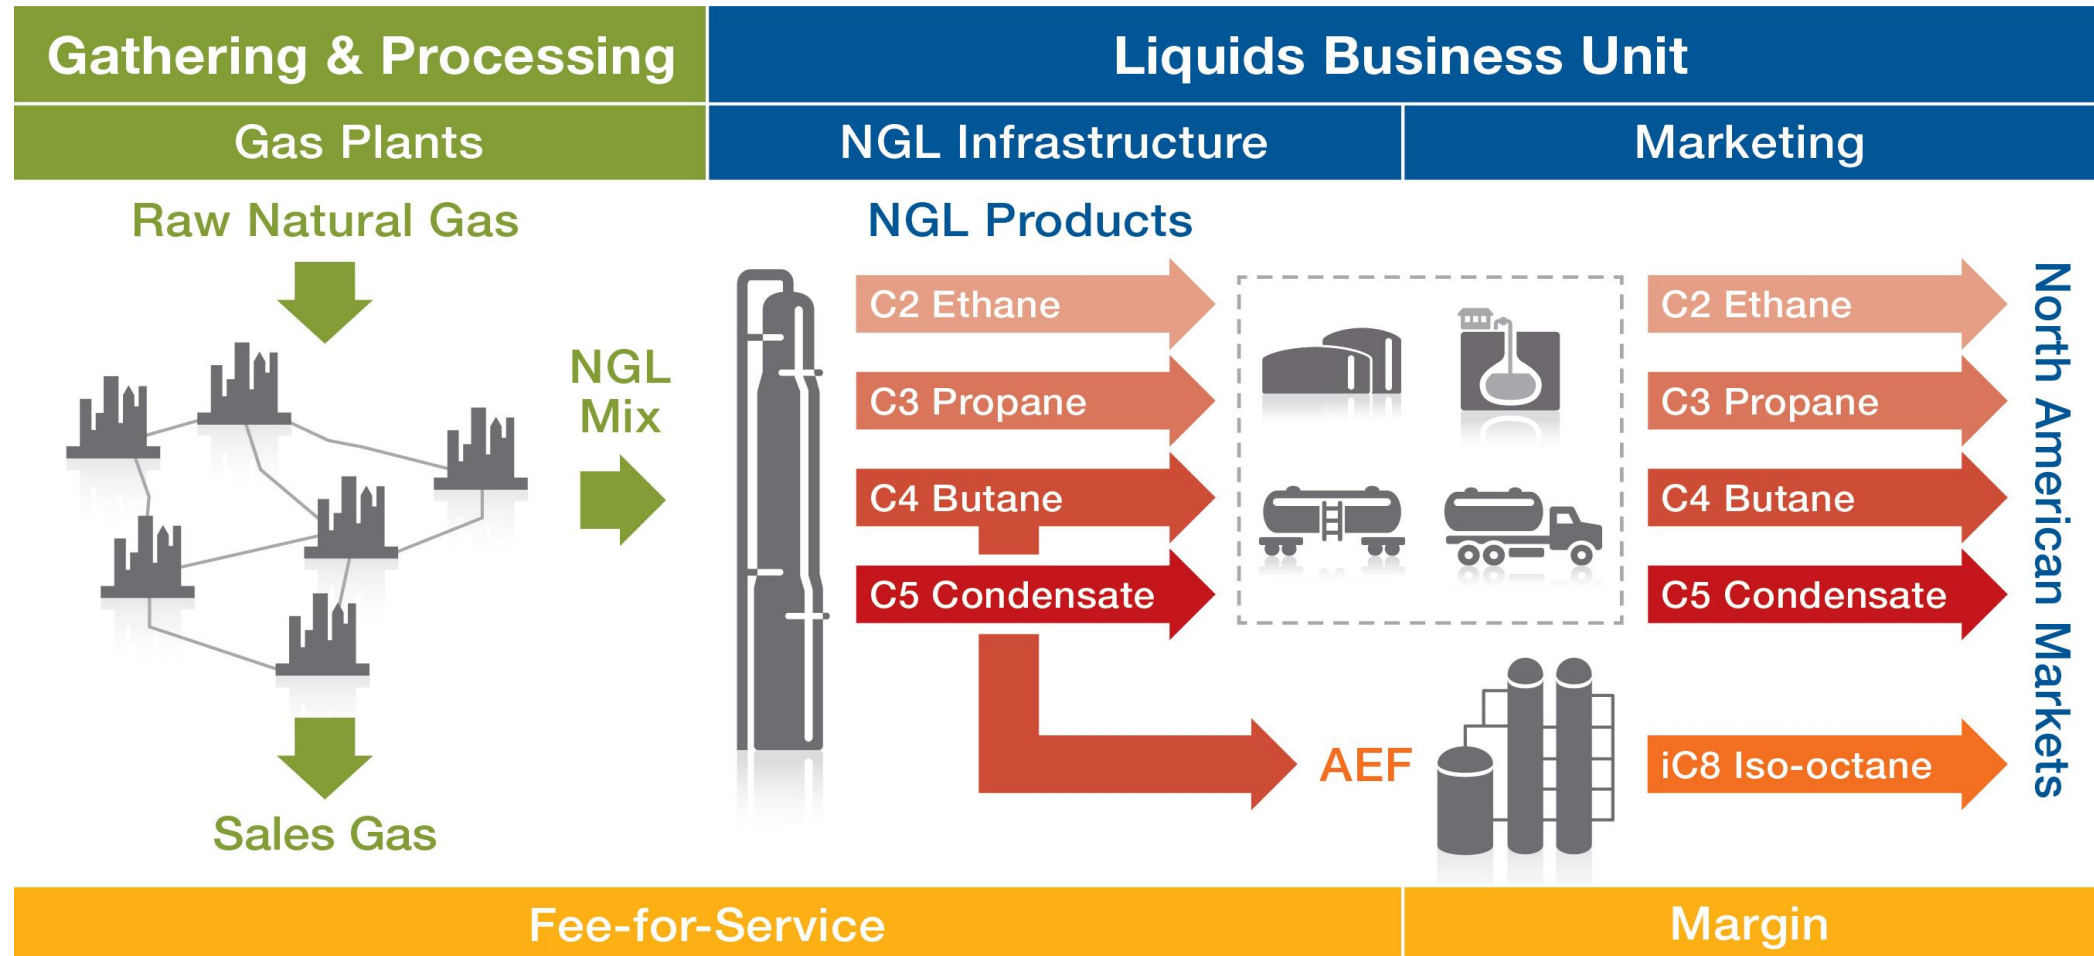 Gathering & Processing
Liquids Business Unit
Gas Plants
NGL Infrastructure
Marketing
Raw Natural Gas
NGL
Mix
Sales Gas
NGL Products
C2 Ethane
C3 Propane
C4 Butane
C5 Condensate
AEF
C2 Ethane
C3 Propane
C4 Butane
C5 Condensate
iC8 Iso-octane
North American Markets
Fee-for-Service
Margin